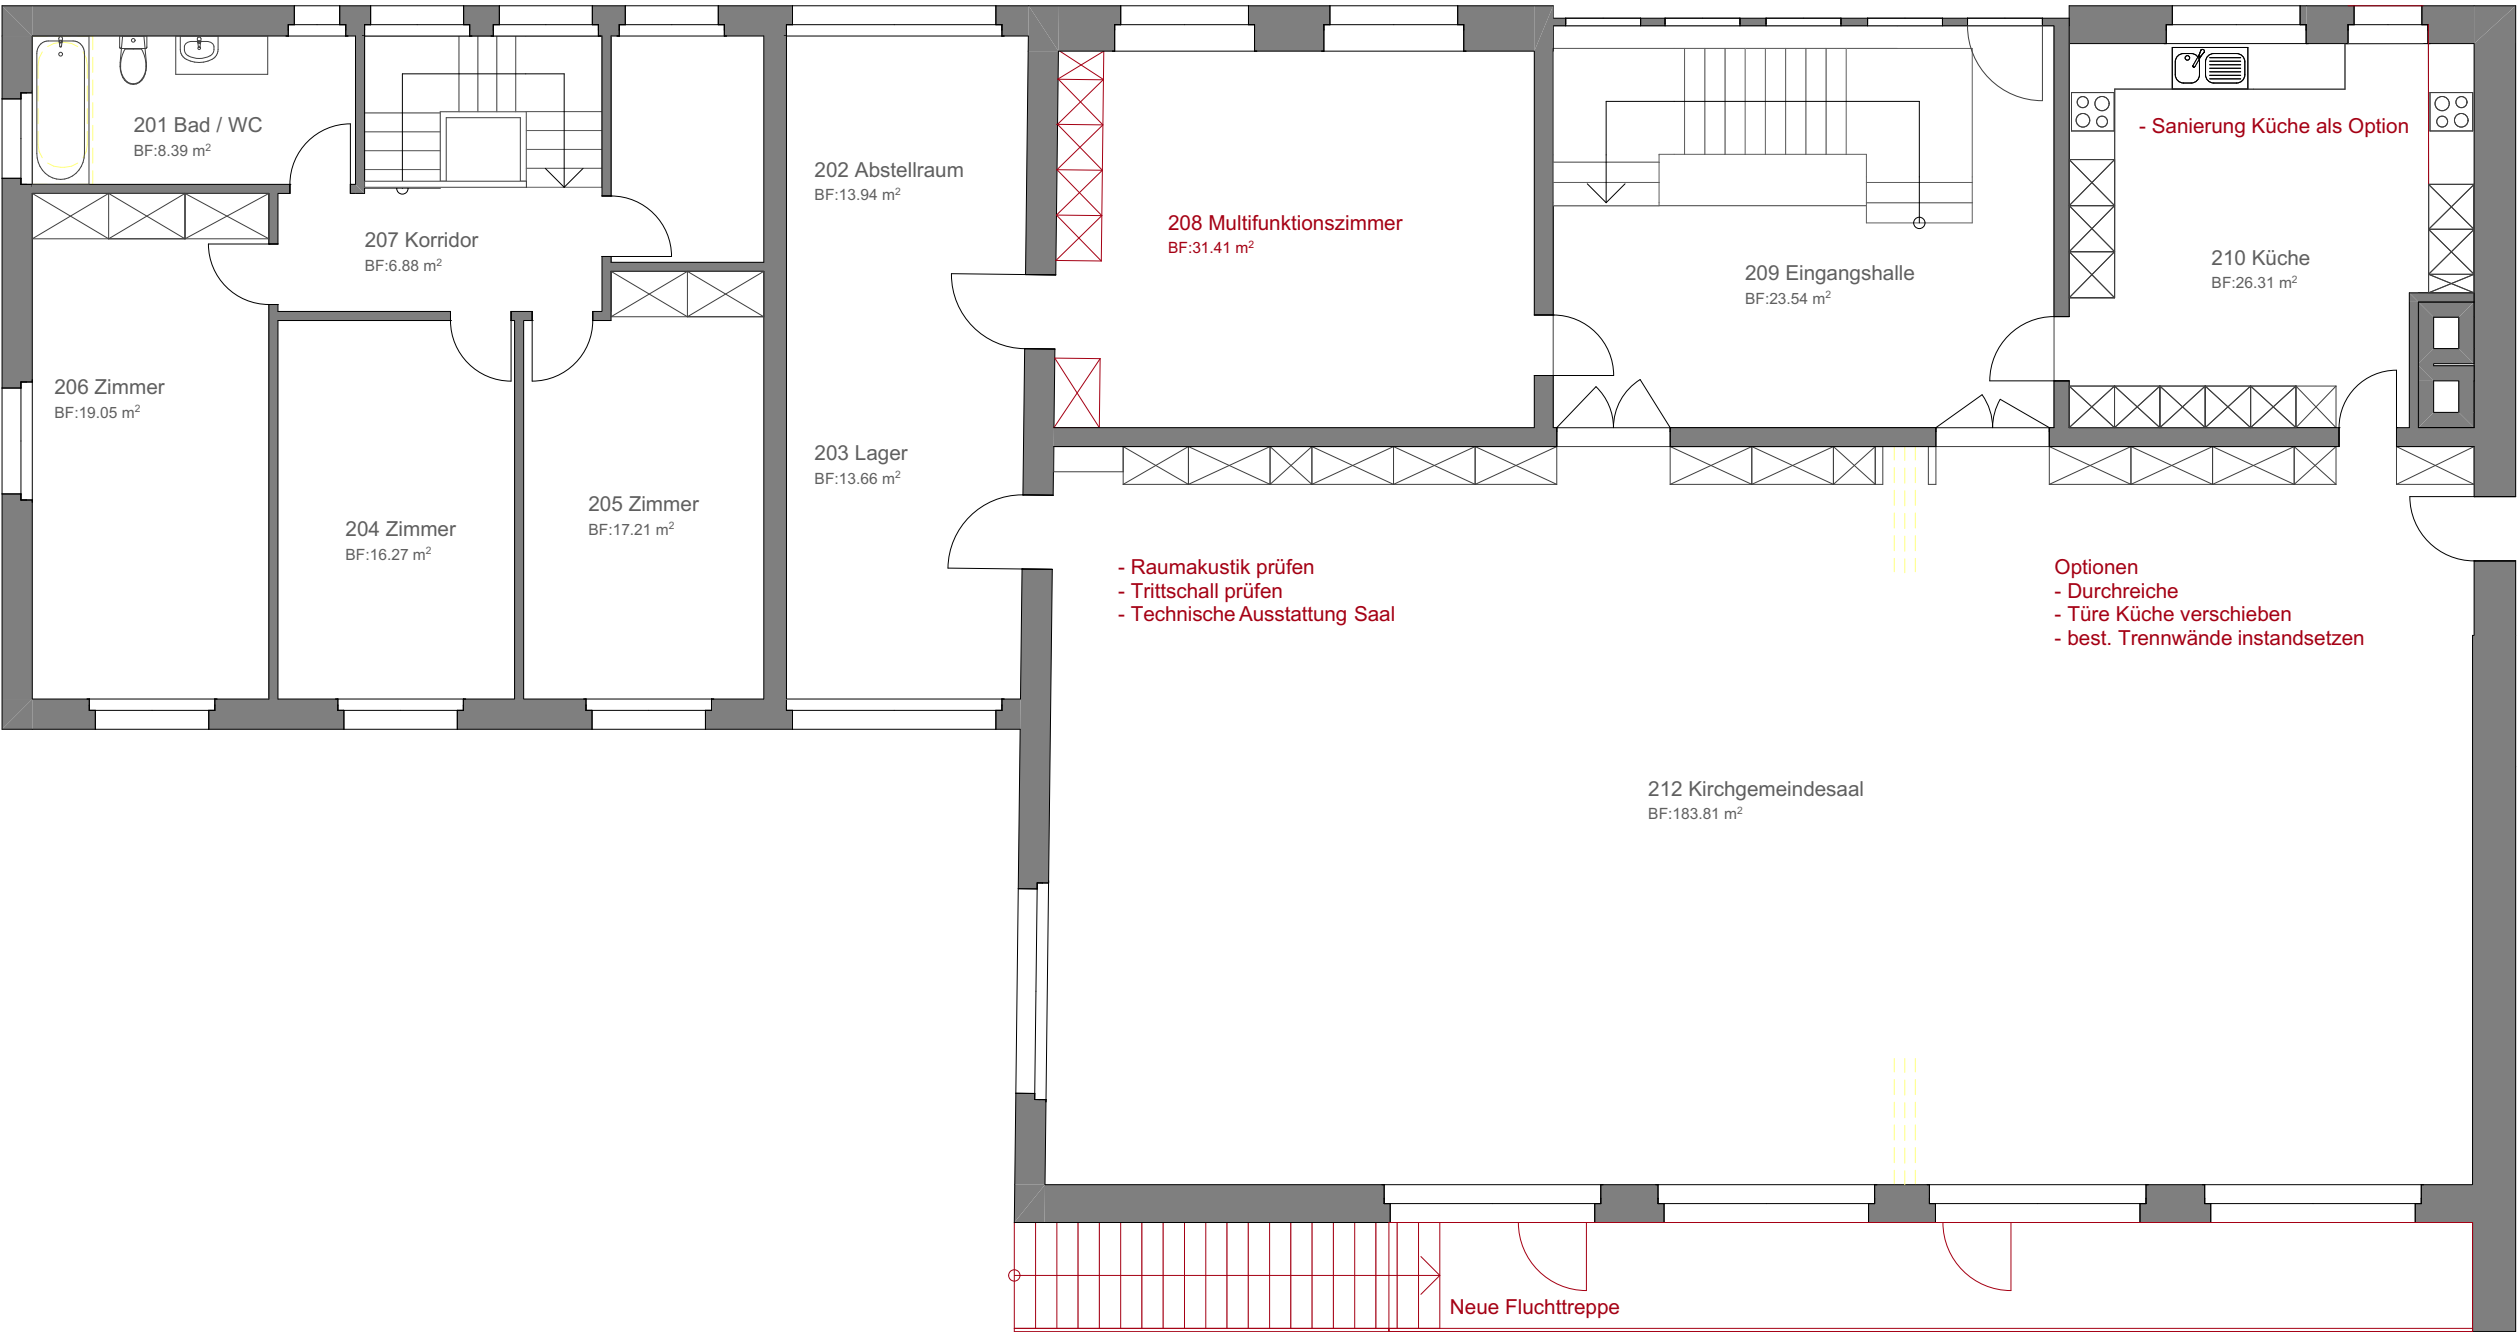 201 Bad / WC
BF:8.39 m²
202 Abstellraum
BF:13.94 m²
207 Korridor
BF:6.88 m²
208 Multifunktionszimmer
BF:31.41 m²
209 Eingangshalle
BF:23.54 m²
- Sanierung Küche als Option
210 Küche
BF:26.31 m²
206 Zimmer
BF:19.05 m²
204 Zimmer
BF:16.27 m²
205 Zimmer
BF:17.21 m²
203 Lager
BF:13.66 m²
- Raumakustik prüfen
- Trittschall prüfen
- Technische Ausstattung Saal
Optionen
- Durchreiche
- Türe Küche verschieben
- best. Trennwände instandsetzen
212 Kirchgemeindesaal
BF:183.81 m²
Neue Fluchttreppe